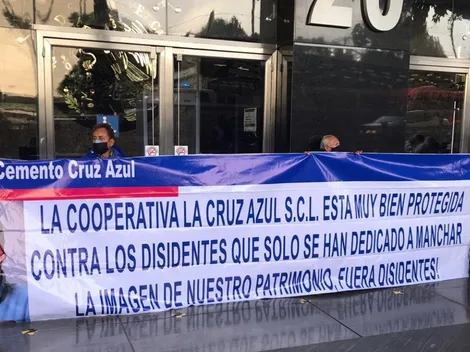 20
Cemento Cruz Azul
LA COOPERATIVA LA CRUZ AZUL S.C.L. ESTA MUY BIEN PROTEGIDA
CONTRA LOS DISIDENTES QUE SOLO SE HAN DEDICADO A MANCHAR
LA IMAGEN DE NUESTRO PATRIMONIO, FUERA DISIDENTES!